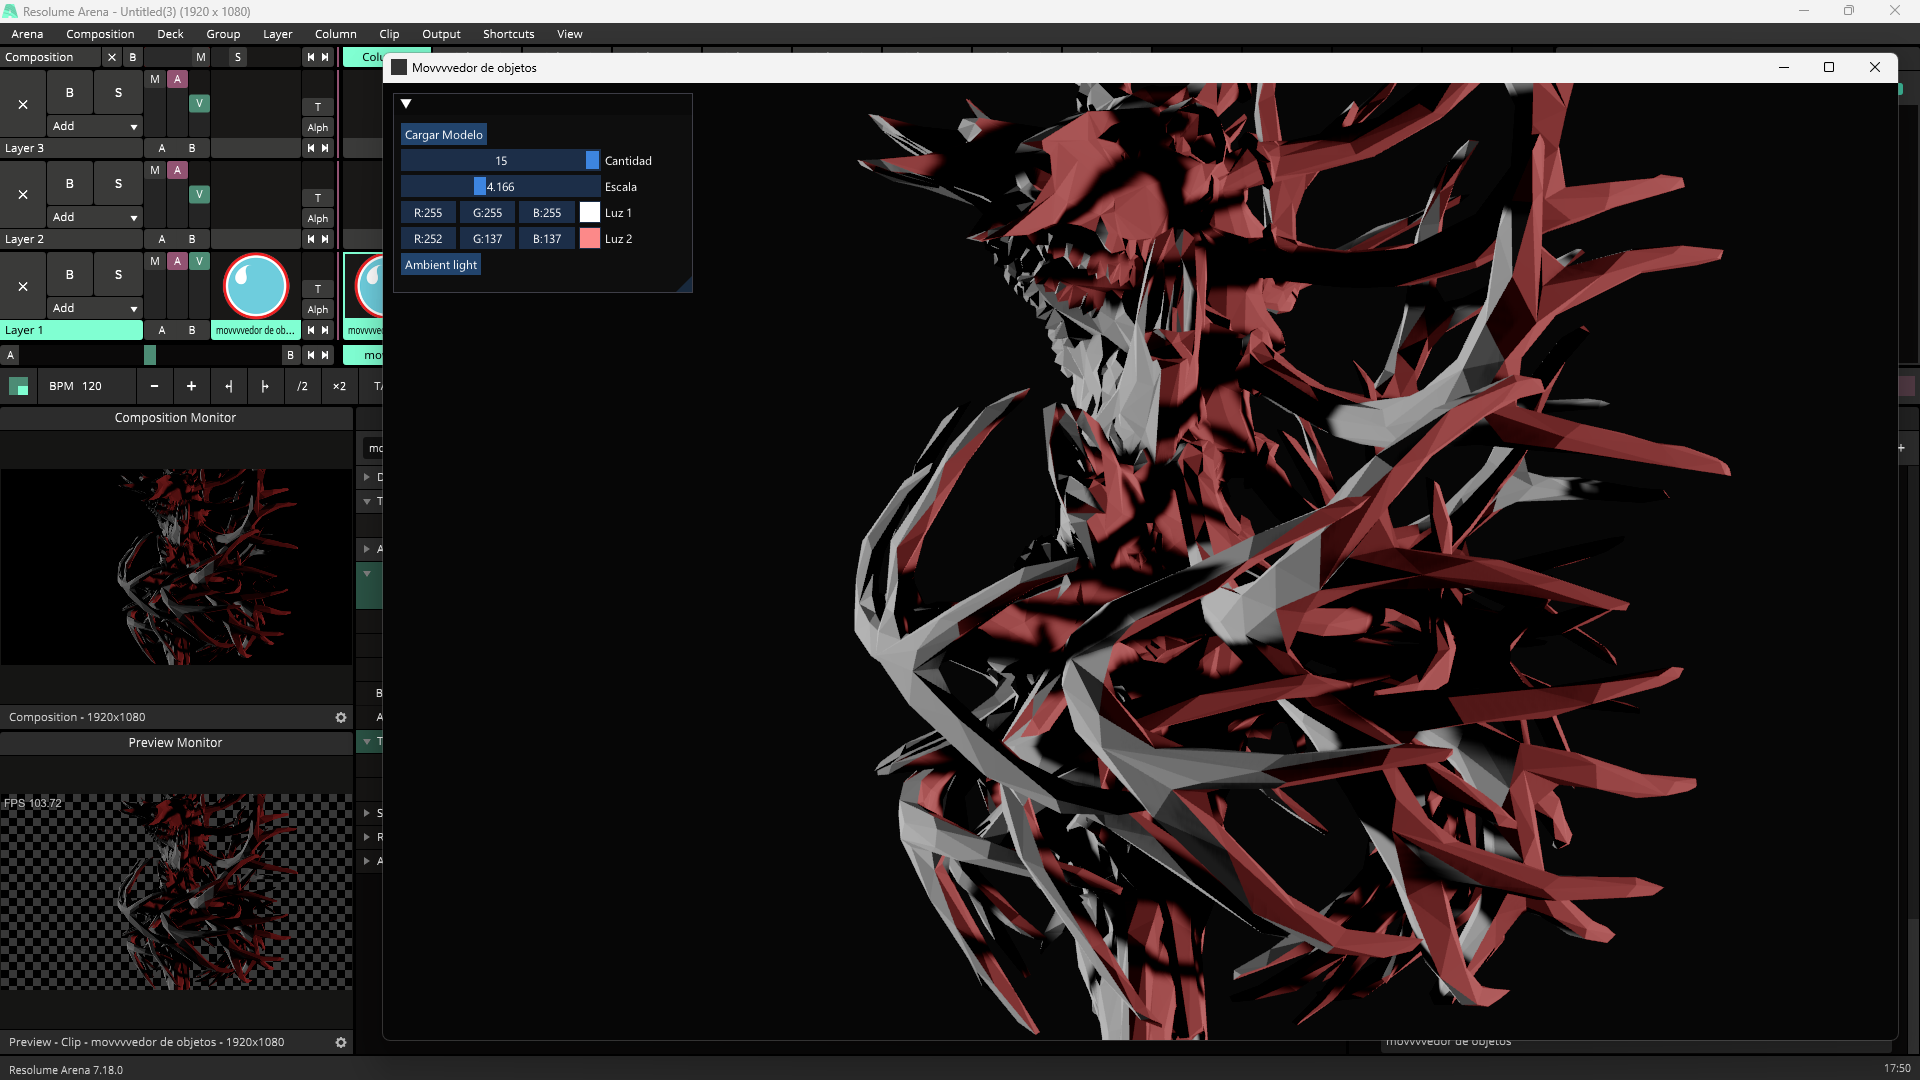 Resolume Arena - Untitled(3) (1920 x 1080)
Arena Composition Deck Group Layer Column Clip Output Shortcuts View
Composition B M S
Movvvvedor de objetos
B S M A V T
Add Alph
Layer 3 A B
B S M A V T
Add Alph
Layer 2 A B
B S M A V T
Add Alph
Layer 1 A B movvvvedor de ob...
A B
BPM 120 - + /2 ×2
Cargar Modelo
15 Cantidad
4.166 Escala
R:255 G:255 B:255 Luz 1
R:252 G:137 B:137 Luz 2
Ambient light
Composition Monitor
Composition - 1920x1080
Preview Monitor
FPS 103.72
Preview - Clip - movvvvedor de objetos - 1920x1080
movvvvedor de objetos
Resolume Arena 7.18.0
17:50